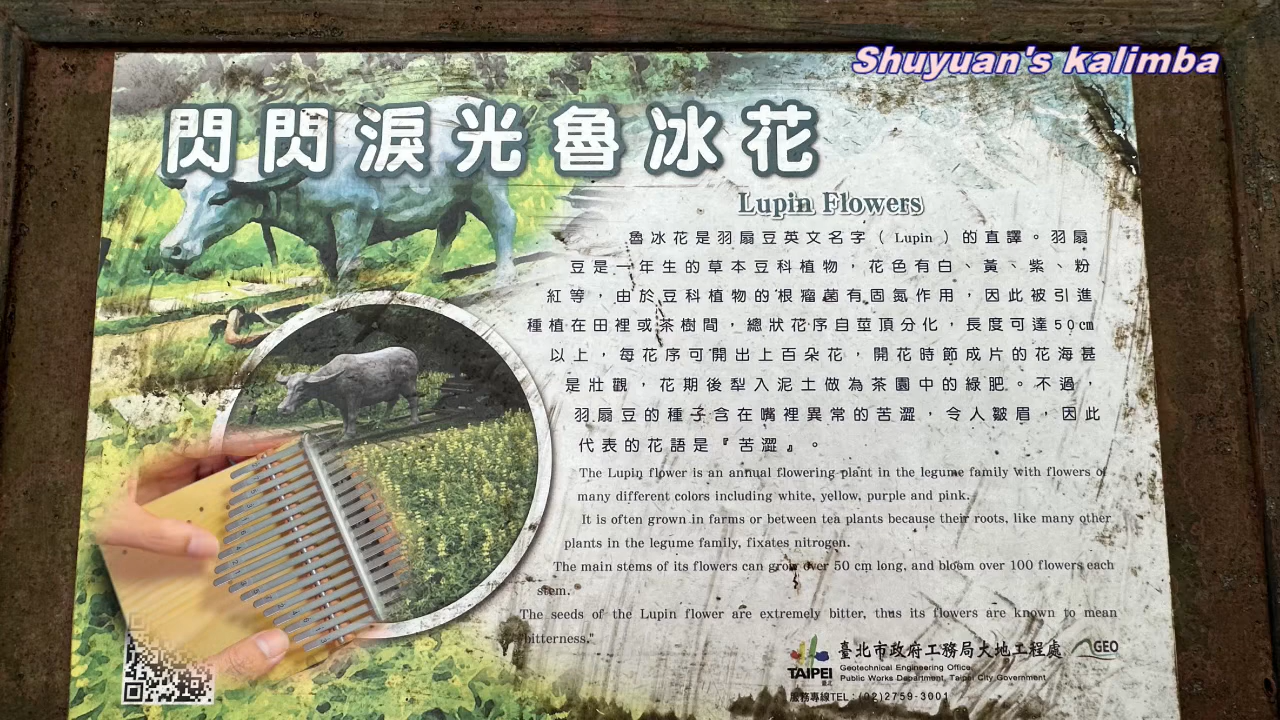 Shuyuan's kalimba
閃閃淚光魯冰花
Lupin Flowers
魯冰花是羽扇豆英文名字(Lupin)的直譯。羽扇
豆是一年生的草本豆科植物,花色有白、黃、紫、粉
紅等,由於豆科植物的根瘤菌有固氮作用,因此被引進
種植在田裡或茶樹間,總狀花序自莖頂分化,長度可達50cm
以上,每花序可開出上百朵花,開花時節成片的花海甚
是壯觀,花期後犁入泥土做為茶園中的綠肥。不過,
羽扇豆的種子含在嘴裡異常的苦澀,令人皺眉,因此
代表的花語是『苦澀』。
The Lupin flower is an annual flowering plant in the legume family with flowers of
many different colors including white, yellow, purple and pink.
It is often grown in farms or between tea plants because their roots, like many other
plants in the legume family, fixates nitrogen.
The main stems of its flowers can grow over 50 cm long, and bloom over 100 flowers each
stem.
The seeds of the Lupin flower are extremely bitter, thus its flowers are known to mean
"bitterness."
TAIPEI
臺北
臺北市政府工務局大地工程處
GEO
Geotechnical Engineering Office,
Public Works Department, Taipei City Government
服務專線TEL:(02)2759-3001